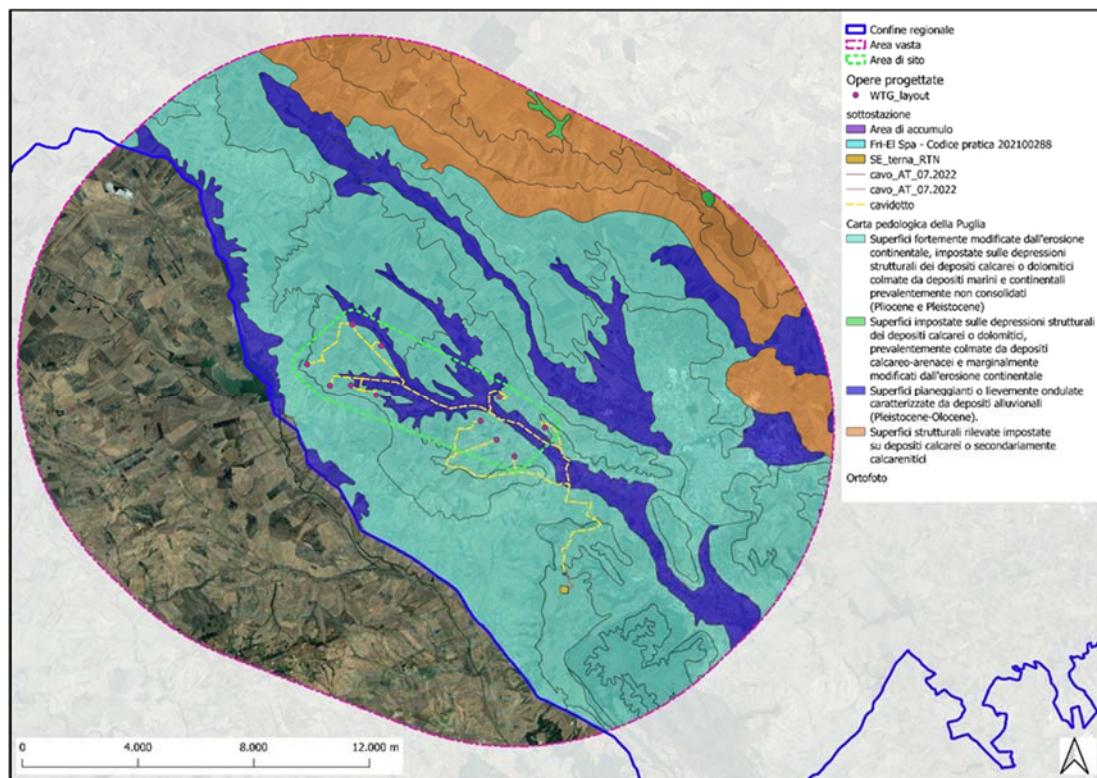 Confine regionale
Area vasta
Area di sito
Opere progettate
WTG_layout
sottostazione
Area di accumulo
Fri-El Spa - Codice pratica 202100288
SE_terna_RTN
cavo_AT_07.2022
cavo_AT_07.2022
cavidotto
Carta pedologica della Puglia
Superfici fortemente modificate dall'erosione
continentale, impostate sulle depressioni
strutturali dei depositi calcarei o dolomitici
colmate da depositi marini e continentali
prevalentemente non consolidati
(Pliocene e Pleistocene)
Superfici impostate sulle depressioni strutturali
dei depositi calcarei o dolomitici,
prevalentemente colmate da depositi
calcareo-arenacei e marginalmente
modificati dall'erosione continentale
Superfici pianeggianti o lievemente ondulate
caratterizzate da depositi alluvionali
(Pleistocene-Olocene).
Superfici strutturali rilevate impostate
su depositi calcarei o secondariamente
calcarenitici
Ortofoto
0 4.000 8.000 12.000 m